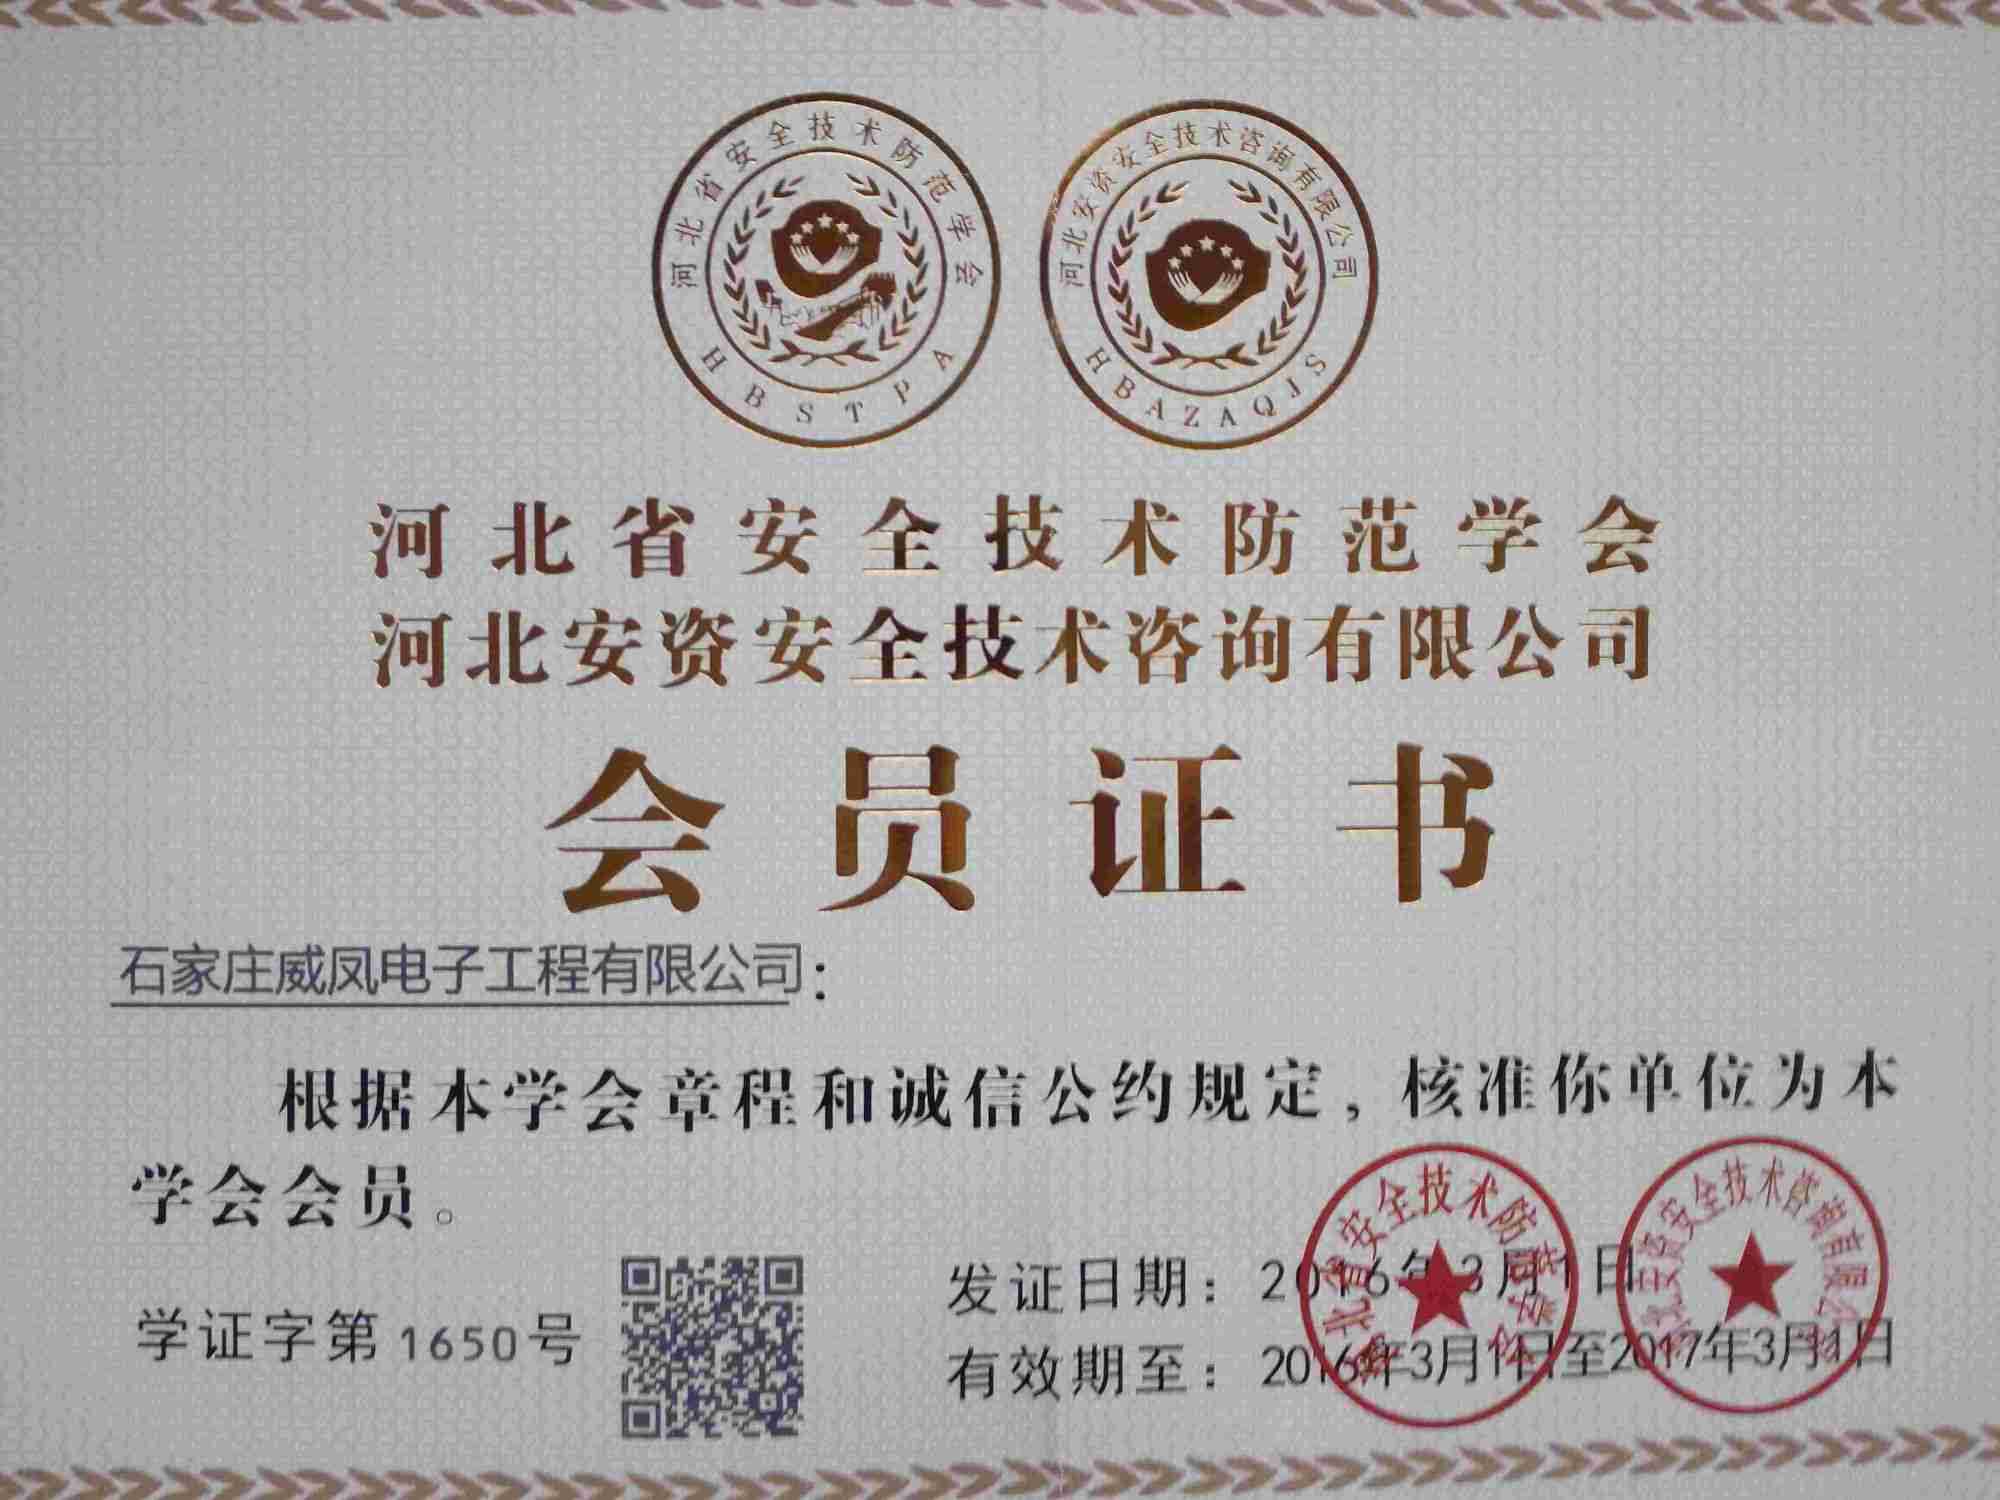 河北省安全技术防范学会
HBSTPA
河北安资安全技术咨询有限公司
HBAZAQJS
河北省安全技术防范学会
河北安资安全技术咨询有限公司
会员证书
石家庄威凤电子工程有限公司：
根据本学会章程和诚信公约规定，核准你单位为本
学会会员。
学证字第1650号
发证日期：2016年3月1日
有效期至：2016年3月1日至2017年3月1日
河北省安全技术防范学会
河北安资安全技术咨询有限公司